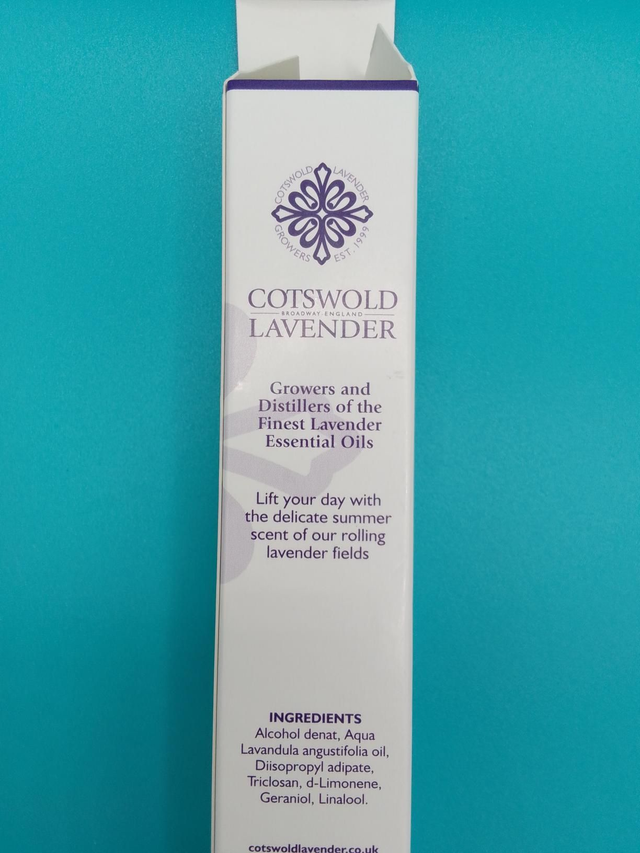 COTSWOLD LAVENDER
GROWERS EST. 1999
COTSWOLD
BROADWAY ENGLAND
LAVENDER
Growers and
Distillers of the
Finest Lavender
Essential Oils
Lift your day with
the delicate summer
scent of our rolling
lavender fields
INGREDIENTS
Alcohol denat, Aqua
Lavandula angustifolia oil,
Diisopropyl adipate,
Triclosan, d-Limonene,
Geraniol, Linalool.
cotswoldlavender.co.uk